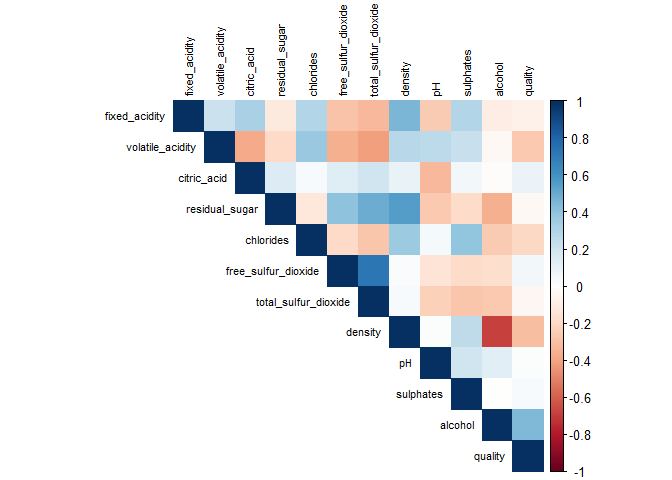 fixed_acidity
volatile_acidity
citric_acid
residual_sugar
chlorides
free_sulfur_dioxide
total_sulfur_dioxide
density
pH
sulphates
alcohol
quality
fixed_acidity
volatile_acidity
citric_acid
residual_sugar
chlorides
free_sulfur_dioxide
total_sulfur_dioxide
density
pH
sulphates
alcohol
quality
1
0.8
0.6
0.4
0.2
0
-0.2
-0.4
-0.6
-0.8
-1